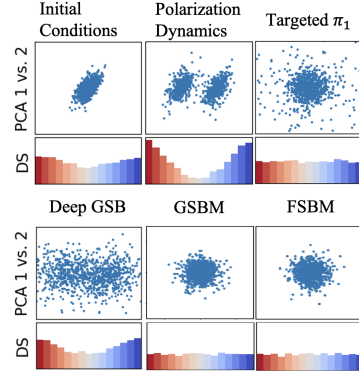 Initial Conditions
Polarization Dynamics
Targeted π₁
PCA 1 vs. 2
DS
Deep GSB
GSBM
FSBM
PCA 1 vs. 2
DS